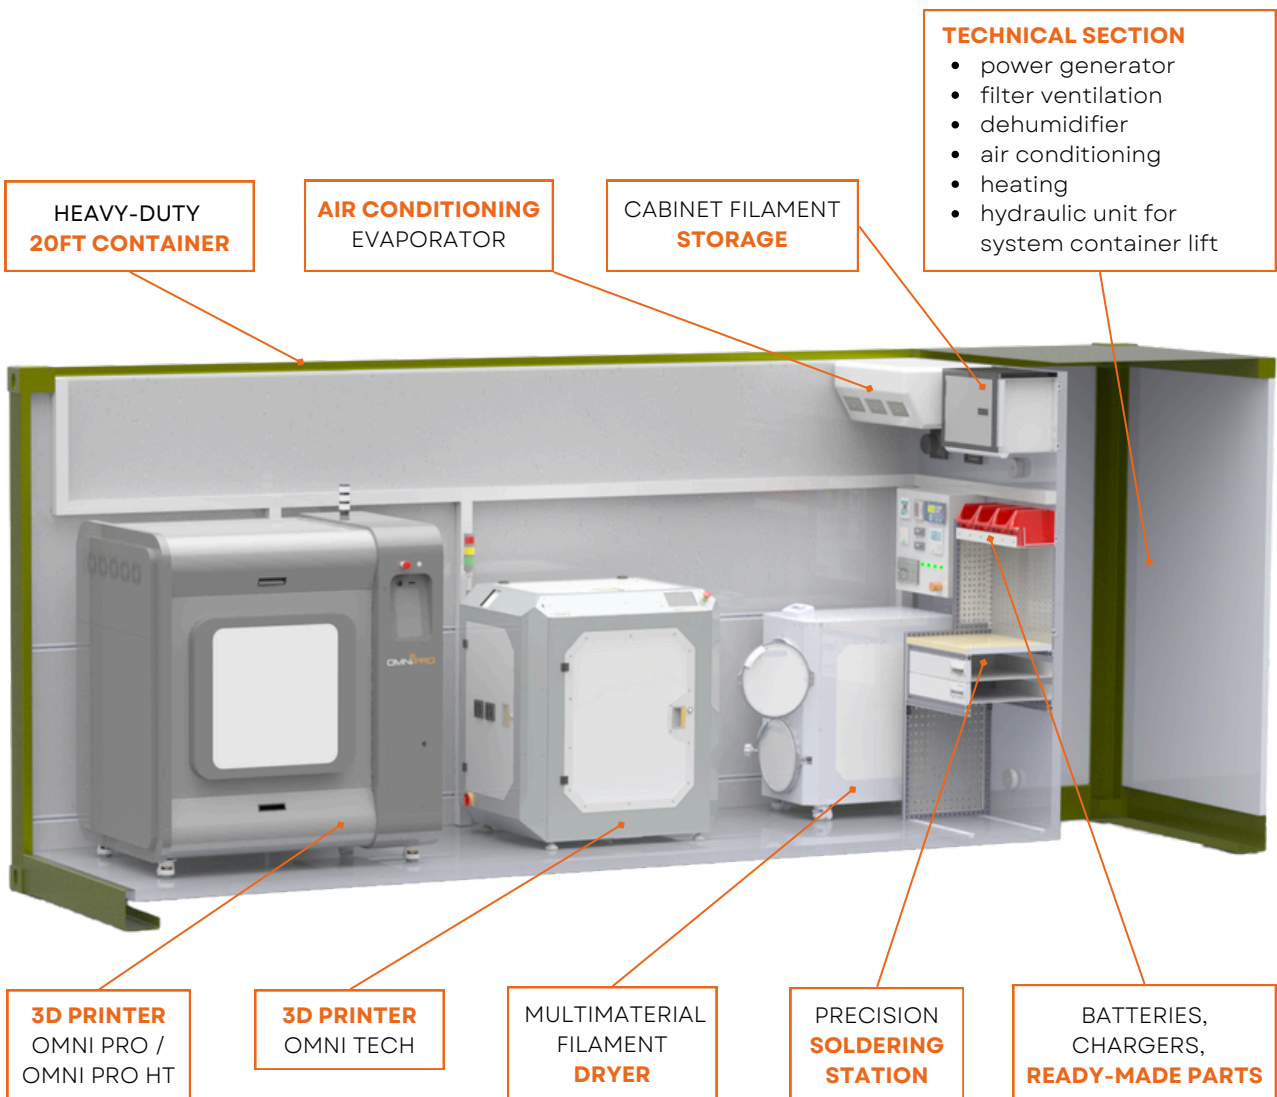 TECHNICAL SECTION
• power generator
• filter ventilation
• dehumidifier
• air conditioning
• heating
• hydraulic unit for
system container lift
HEAVY-DUTY
20FT CONTAINER
AIR CONDITIONING
EVAPORATOR
CABINET FILAMENT
STORAGE
OMNI PRO
3D PRINTER
OMNI PRO /
OMNI PRO HT
3D PRINTER
OMNI TECH
MULTIMATERIAL
FILAMENT
DRYER
PRECISION
SOLDERING
STATION
BATTERIES,
CHARGERS,
READY-MADE PARTS